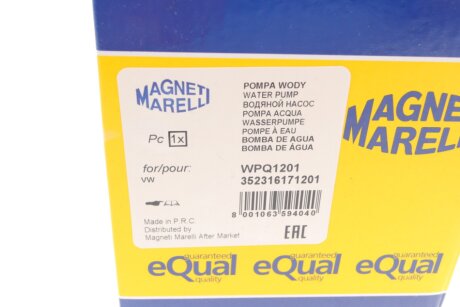 MAGNETI
MARELLI
POMPA WODY
WATER PUMP
ВОДЯНОЙ НАСОС
POMPA ACQUA
WASSERPUMPE
POMPE À EAU
BOMBA DE AGUA
BOMBA DE ÁGUA
Pc 1x
for/pour:
VW
WPQ1201
352316171201
8 001063 594040
Made in P.R.C
Distributed by
Magneti Marelli After Market
EAC
MAGNETI
MARELLI
guaranteed
eQual
quality
guaranteed
eQual
quality
guaranteed
eQual
quality